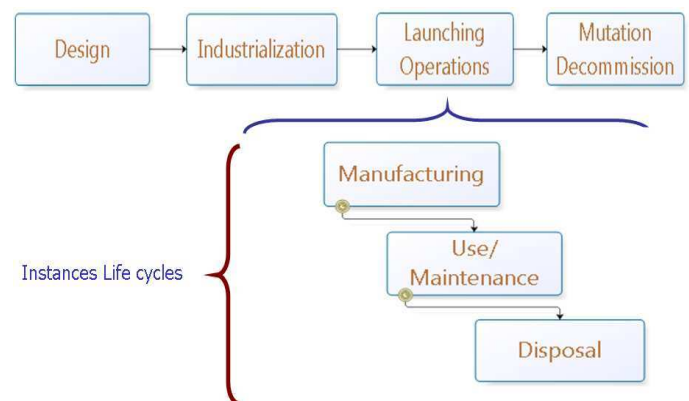 Design
Industrialization
Launching
Operations
Mutation
Decommission
Manufacturing
Use/
Maintenance
Instances Life cycles
Disposal